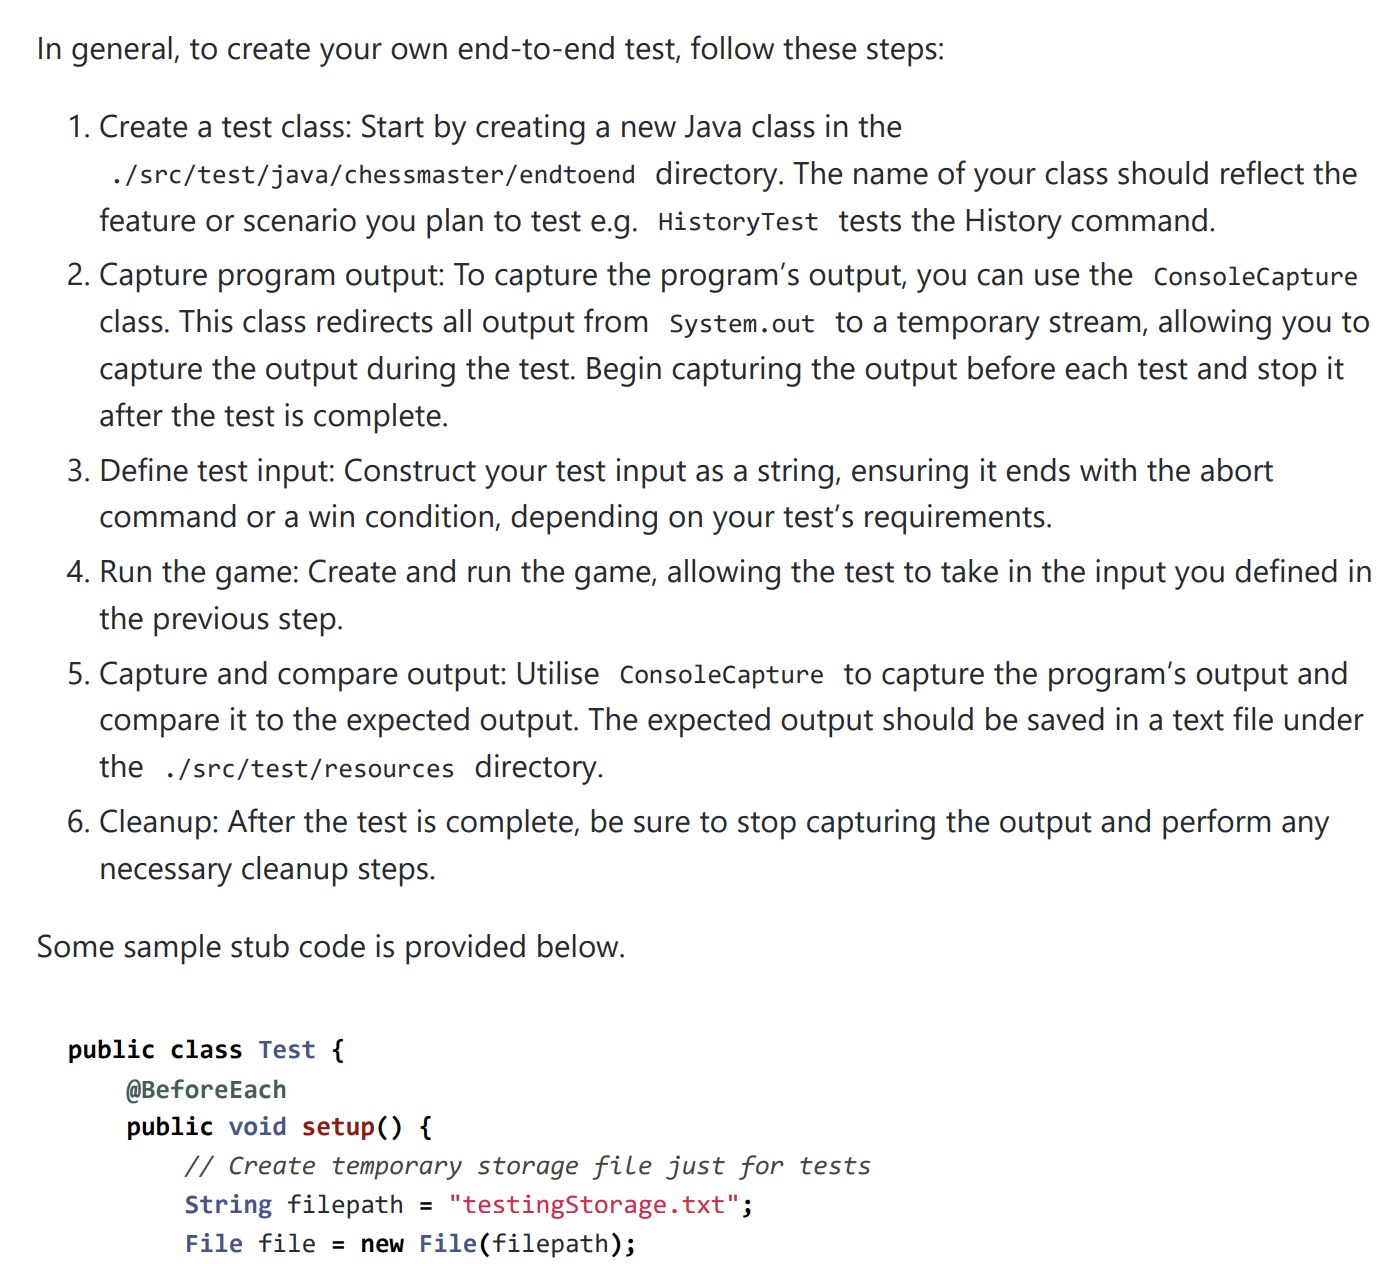 In general, to create your own end-to-end test, follow these steps:
1. Create a test class: Start by creating a new Java class in the
./src/test/java/chessmaster/endtoend directory. The name of your class should reflect the
feature or scenario you plan to test e.g. HistoryTest tests the History command.
2. Capture program output: To capture the program’s output, you can use the ConsoleCapture
class. This class redirects all output from System.out to a temporary stream, allowing you to
capture the output during the test. Begin capturing the output before each test and stop it
after the test is complete.
3. Define test input: Construct your test input as a string, ensuring it ends with the abort
command or a win condition, depending on your test’s requirements.
4. Run the game: Create and run the game, allowing the test to take in the input you defined in
the previous step.
5. Capture and compare output: Utilise ConsoleCapture to capture the program’s output and
compare it to the expected output. The expected output should be saved in a text file under
the ./src/test/resources directory.
6. Cleanup: After the test is complete, be sure to stop capturing the output and perform any
necessary cleanup steps.
Some sample stub code is provided below.
public class Test {
@BeforeEach
public void setup() {
// Create temporary storage file just for tests
String filepath = "testingStorage.txt";
File file = new File(filepath);